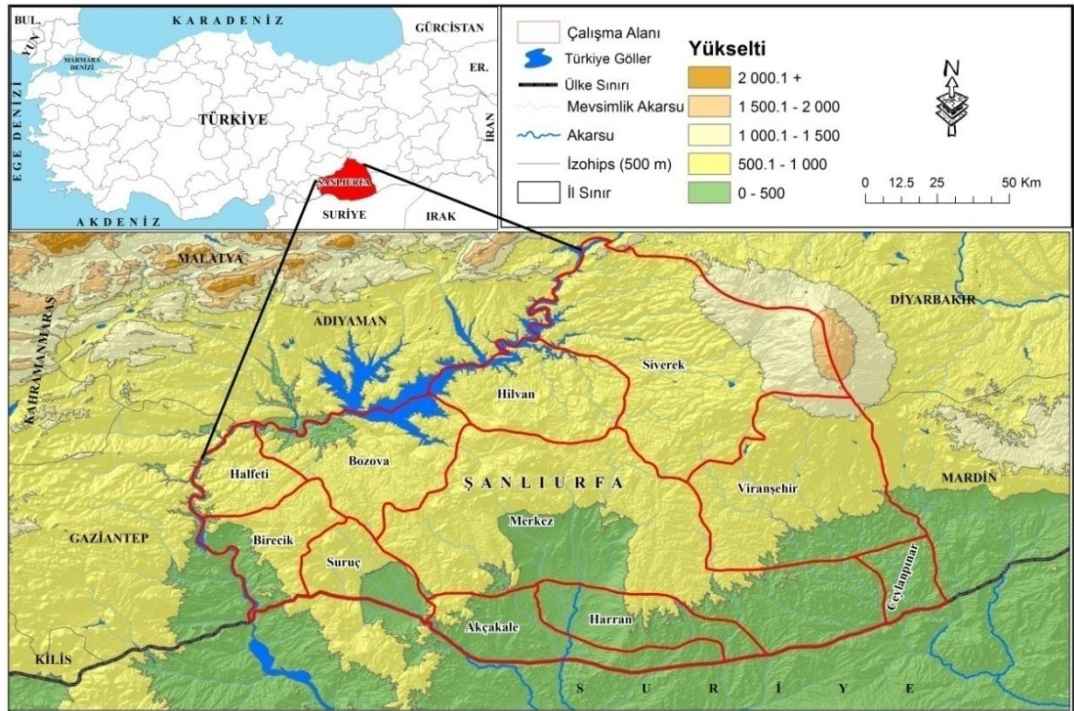 BUL.
YUN
KARADENİZ
GÜRCİSTAN
MARMARA
DENİZİ
ER.
EGE DENİZİ
TÜRKİYE
İRAN
ŞANLIURFA
SURİYE
IRAK
AKDENİZ
Çalışma Alanı
Türkiye Göller
Ülke Sınırı
Mevsimlik Akarsu
Akarsu
İzohips (500 m)
İl Sınır
Yükselti
2 000.1 +
1 500.1 - 2 000
1 000.1 - 1 500
500.1 - 1 000
0 - 500
N
0 12.5 25 50 Km
MALATYA
DİYARBAKIR
ADIYAMAN
KAHRAMANMARAŞ
Siverek
Hilvan
Bozova
Halfeti
ŞANLIURFA
Viranşehir
MARDİN
Merkez
GAZİANTEP
Birecik
Suruç
Ceylanpınar
Akçakale
Harran
KİLİS
SURİYE